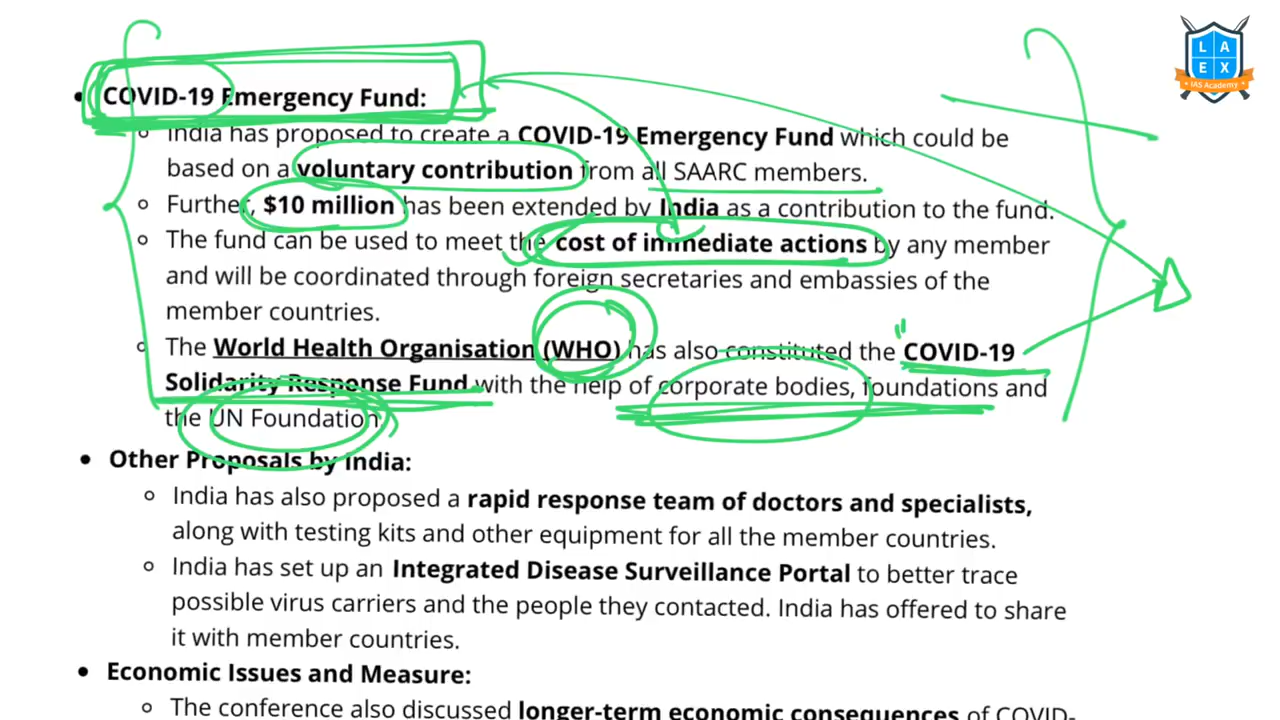 L A
E X
IAS Academy
• COVID-19 Emergency Fund:
○ India has proposed to create a COVID-19 Emergency Fund which could be
based on a voluntary contribution from all SAARC members.
○ Further, $10 million has been extended by India as a contribution to the fund.
○ The fund can be used to meet the cost of immediate actions by any member
and will be coordinated through foreign secretaries and embassies of the
member countries.
○ The World Health Organisation (WHO) has also constituted the COVID-19
Solidarity Response Fund with the help of corporate bodies, foundations and
the UN Foundation
• Other Proposals by India:
○ India has also proposed a rapid response team of doctors and specialists,
along with testing kits and other equipment for all the member countries.
○ India has set up an Integrated Disease Surveillance Portal to better trace
possible virus carriers and the people they contacted. India has offered to share
it with member countries.
• Economic Issues and Measure:
○ The conference also discussed longer-term economic consequences of COVID-